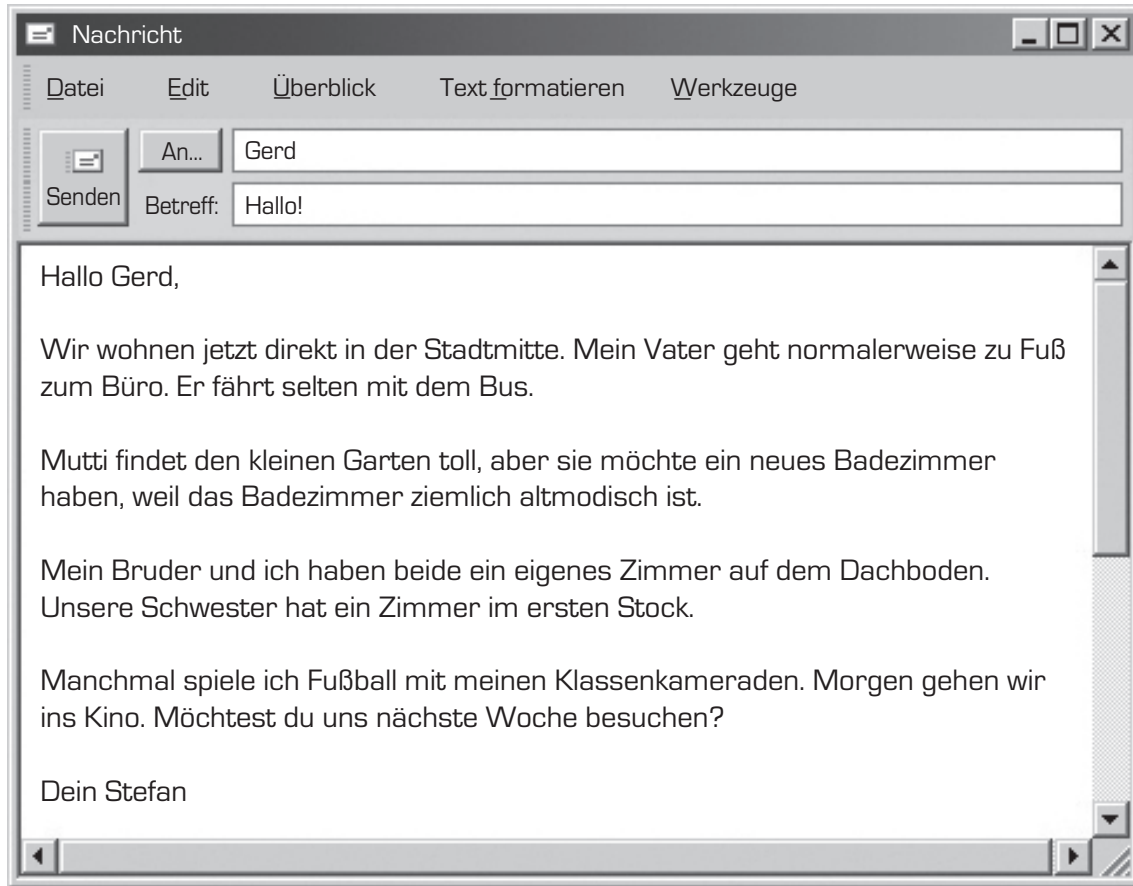 Nachricht
Datei Edit Überblick Text formatieren Werkzeuge
Senden
An... Gerd
Betreff: Hallo!
Hallo Gerd,
Wir wohnen jetzt direkt in der Stadtmitte. Mein Vater geht normalerweise zu Fuß
zum Büro. Er fährt selten mit dem Bus.
Mutti findet den kleinen Garten toll, aber sie möchte ein neues Badezimmer
haben, weil das Badezimmer ziemlich altmodisch ist.
Mein Bruder und ich haben beide ein eigenes Zimmer auf dem Dachboden.
Unsere Schwester hat ein Zimmer im ersten Stock.
Manchmal spiele ich Fußball mit meinen Klassenkameraden. Morgen gehen wir
ins Kino. Möchtest du uns nächste Woche besuchen?
Dein Stefan